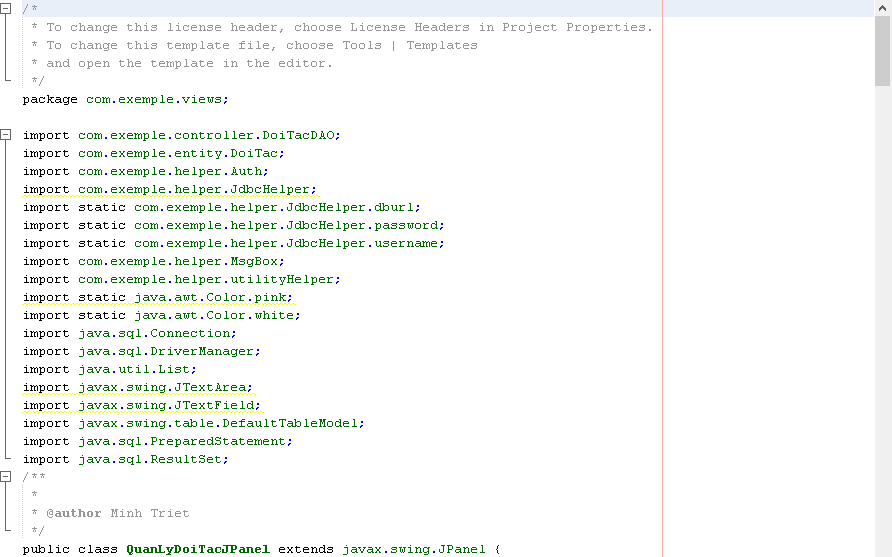 /*
 * To change this license header, choose License Headers in Project Properties.
 * To change this template file, choose Tools | Templates
 * and open the template in the editor.
 */
package com.exemple.views;

import com.exemple.controller.DoiTacDAO;
import com.exemple.entity.DoiTac;
import com.exemple.helper.Auth;
import com.exemple.helper.JdbcHelper;
import static com.exemple.helper.JdbcHelper.dburl;
import static com.exemple.helper.JdbcHelper.password;
import static com.exemple.helper.JdbcHelper.username;
import com.exemple.helper.MsgBox;
import com.exemple.helper.utilityHelper;
import static java.awt.Color.pink;
import static java.awt.Color.white;
import java.sql.Connection;
import java.sql.DriverManager;
import java.util.List;
import javax.swing.JTextArea;
import javax.swing.JTextField;
import javax.swing.table.DefaultTableModel;
import java.sql.PreparedStatement;
import java.sql.ResultSet;
/**
 *
 * @author Minh Triet
 */
public class QuanLyDoiTacJPanel extends javax.swing.JPanel {